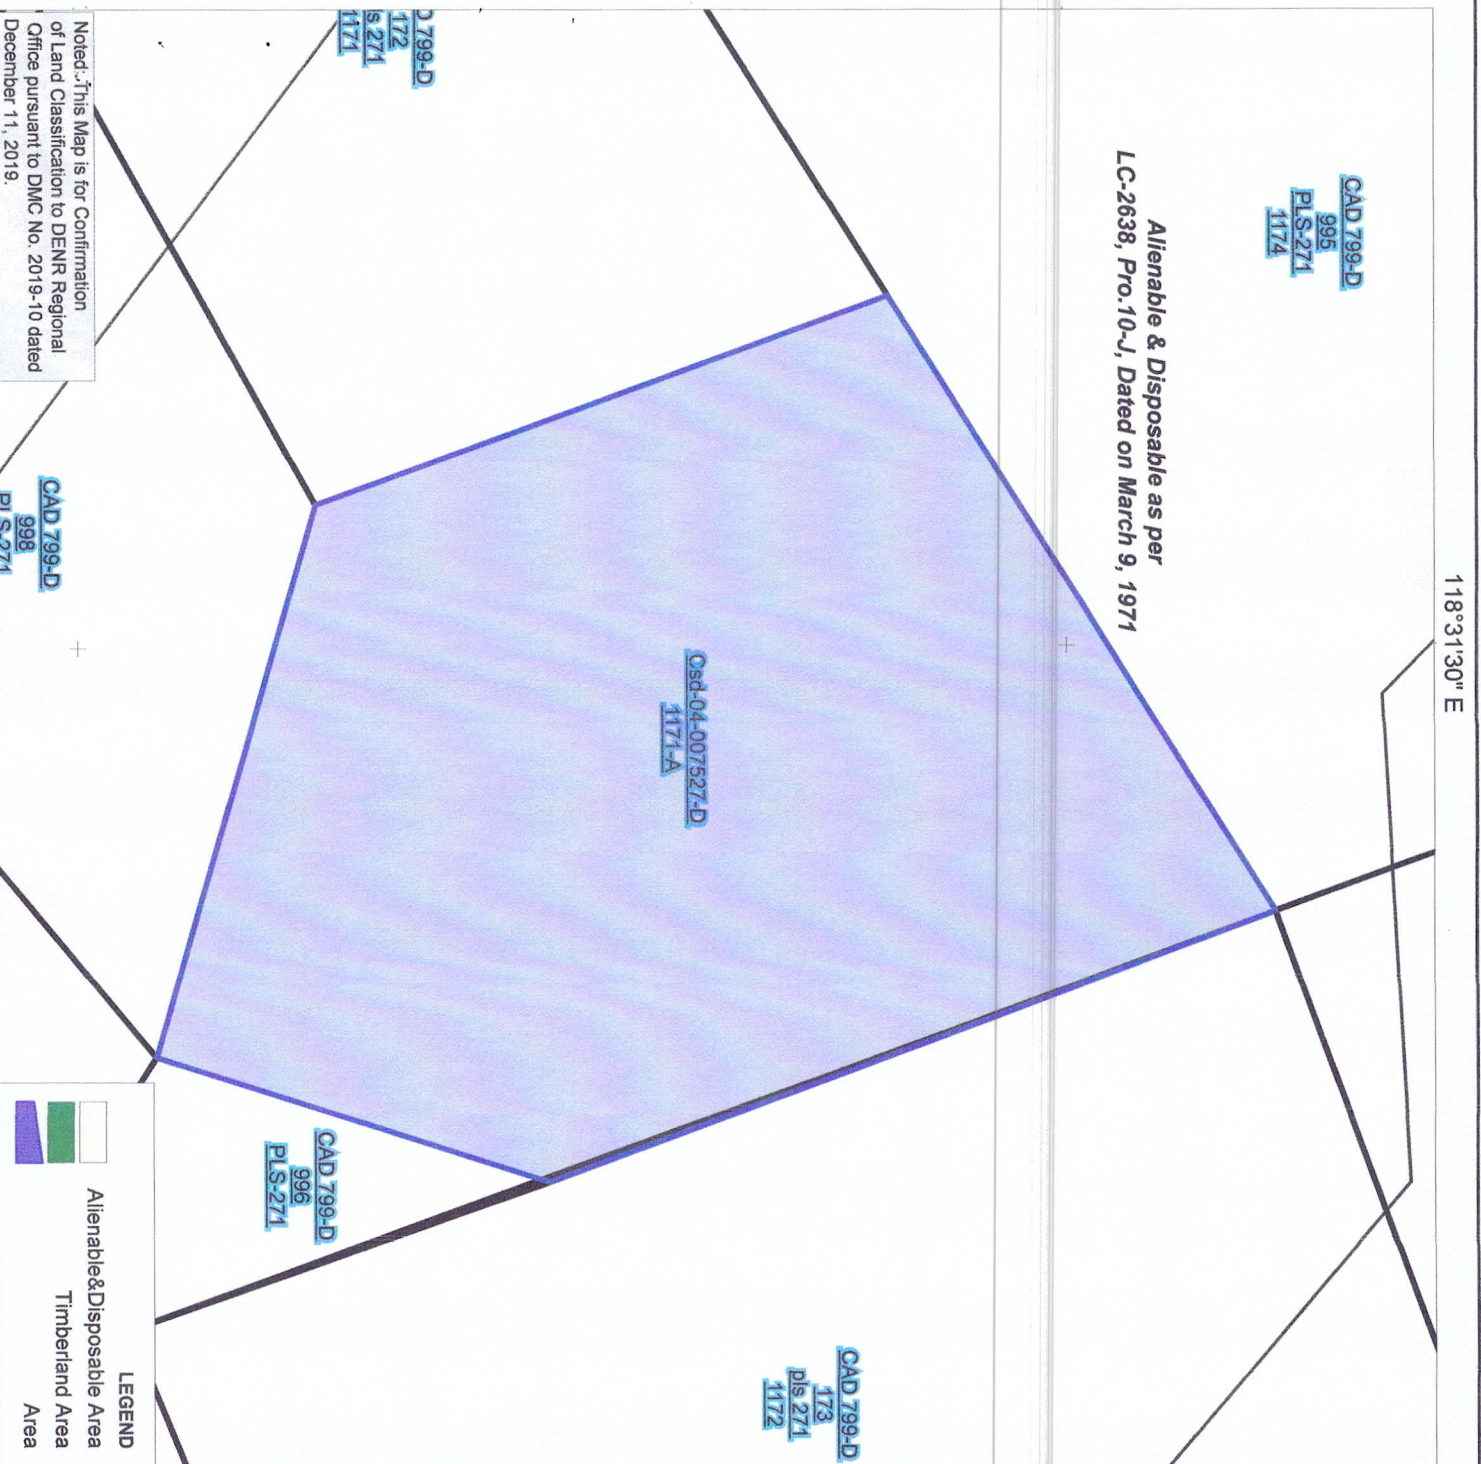 118°31'30" E
CAD 799-D
995
PLS-271
1174
Alienable & Disposable as per
LC-2638, Pro.10-J, Dated on March 9, 1971
CAD 799-D
173
pls 271
1172
Csd-04-007527-D
1171-A
D 799-D
172
s 271
1171
CAD 799-D
996
PLS-271
CAD 799-D
998
PLS-271
Noted: This Map is for Confirmation
of Land Classification to DENR Regional
Office pursuant to DMC No. 2019-10 dated
December 11, 2019.
LEGEND
Alienable&Disposable Area
Timberland Area
Area